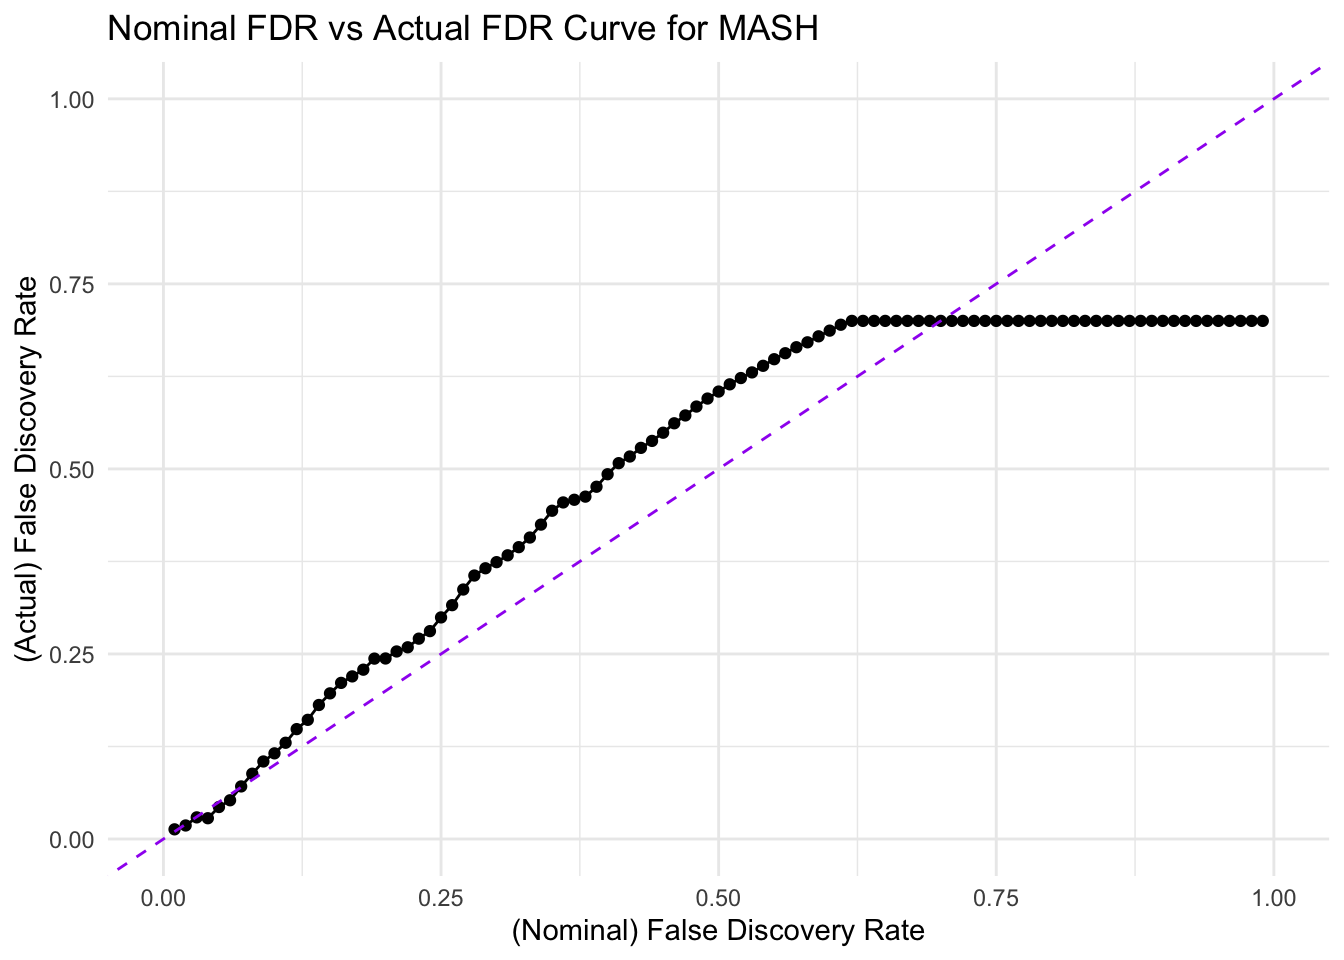 Nominal FDR vs Actual FDR Curve for MASH
1.00
0.75
0.50
0.25
0.00
(Actual) False Discovery Rate
0.00 0.25 0.50 0.75 1.00
(Nominal) False Discovery Rate